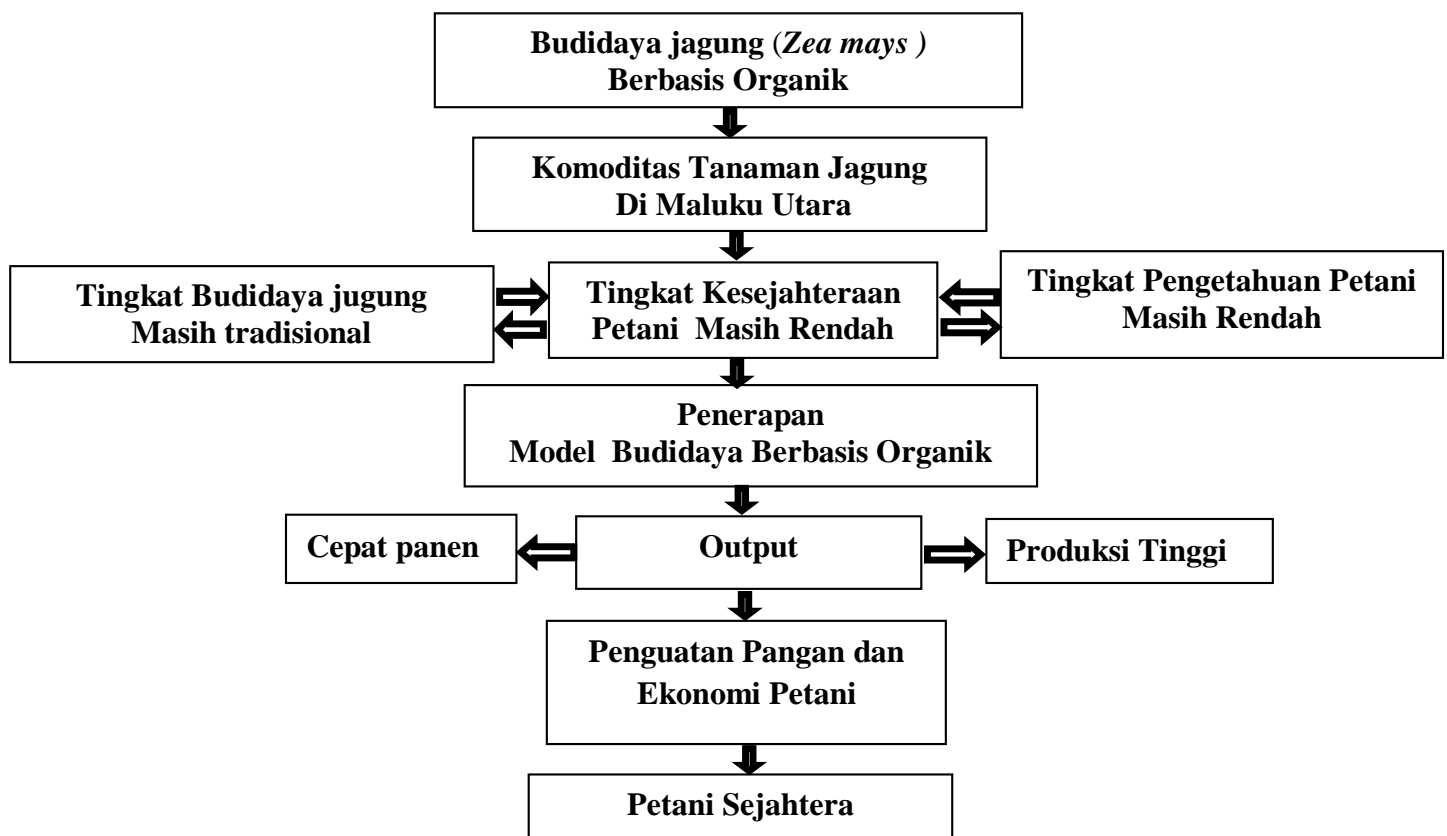 Budidaya jagung (Zea mays )
Berbasis Organik
Komoditas Tanaman Jagung
Di Maluku Utara
Tingkat Budidaya jugung
Masih tradisional
Tingkat Kesejahteraan
Petani Masih Rendah
Tingkat Pengetahuan Petani
Masih Rendah
Penerapan
Model Budidaya Berbasis Organik
Cepat panen
Output
Produksi Tinggi
Penguatan Pangan dan
Ekonomi Petani
Petani Sejahtera